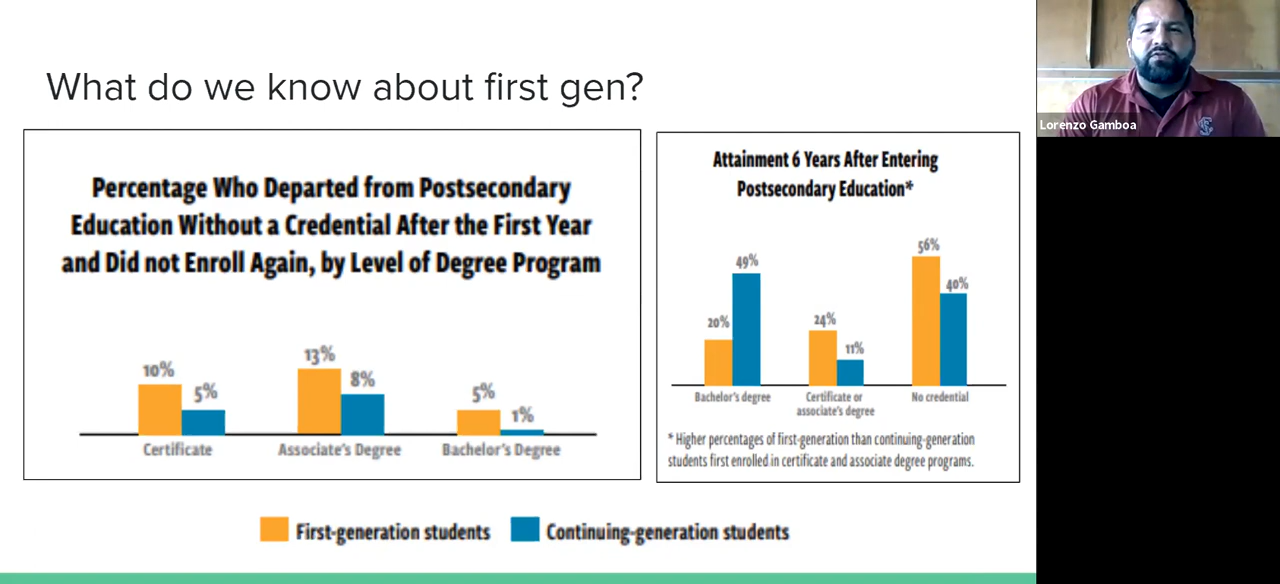 What do we know about first gen?
Percentage Who Departed from Postsecondary
Education Without a Credential After the First Year
and Did not Enroll Again, by Level of Degree Program
10%
5%
13%
8%
5%
1%
Certificate
Associate's Degree
Bachelor's Degree
Attainment 6 Years After Entering
Postsecondary Education*
20%
49%
24%
11%
56%
40%
Bachelor's degree
Certificate or
associate's degree
No credential
* Higher percentages of first-generation than continuing-generation
students first enrolled in certificate and associate degree programs.
First-generation students
Continuing-generation students
Lorenzo Gamboa